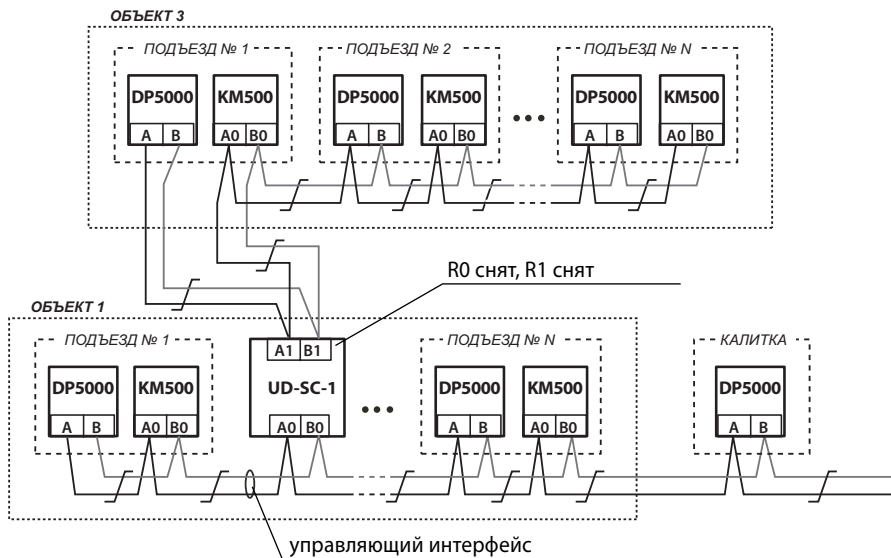 ОБЪЕКТ 3
ПОДЪЕЗД № 1 ПОДЪЕЗД № 2 ПОДЪЕЗД № N
DP5000 KM500 DP5000 KM500 ••• DP5000 KM500
A B A0 B0 A B A0 B0 A B A0 B0
R0 снят, R1 снят
ОБЪЕКТ 1
ПОДЪЕЗД № 1 A1 B1 ПОДЪЕЗД № N КАЛИТКА
DP5000 KM500 UD-SC-1 ••• DP5000 KM500 DP5000
A B A0 B0 A0 B0 A B A0 B0 A B
управляющий интерфейс